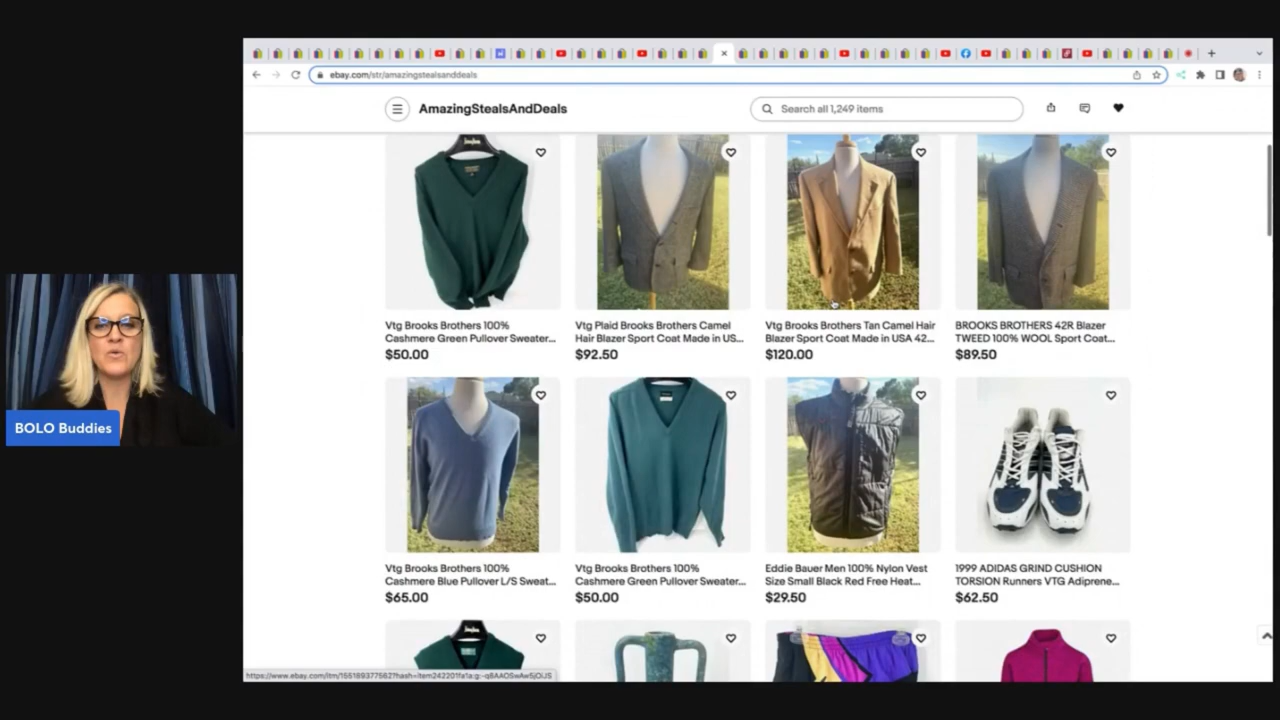 ebay.com/str/amazingstealsanddeals
AmazingStealsAndDeals
Search all 1,249 items
Vtg Brooks Brothers 100%
Cashmere Green Pullover Sweater...
$50.00
Vtg Plaid Brooks Brothers Camel
Hair Blazer Sport Coat Made in US...
$92.50
Vtg Brooks Brothers Tan Camel Hair
Blazer Sport Coat Made in USA 42...
$120.00
BROOKS BROTHERS 42R Blazer
TWEED 100% WOOL Sport Coat...
$89.50
BOLO Buddies
Vtg Brooks Brothers 100%
Cashmere Blue Pullover L/S Sweat...
$65.00
Vtg Brooks Brothers 100%
Cashmere Green Pullover Sweater...
$50.00
Eddie Bauer Men 100% Nylon Vest
Size Small Black Red Free Heat...
$29.50
1999 ADIDAS GRIND CUSHION
TORSION Runners VTG Adiprene...
$62.50